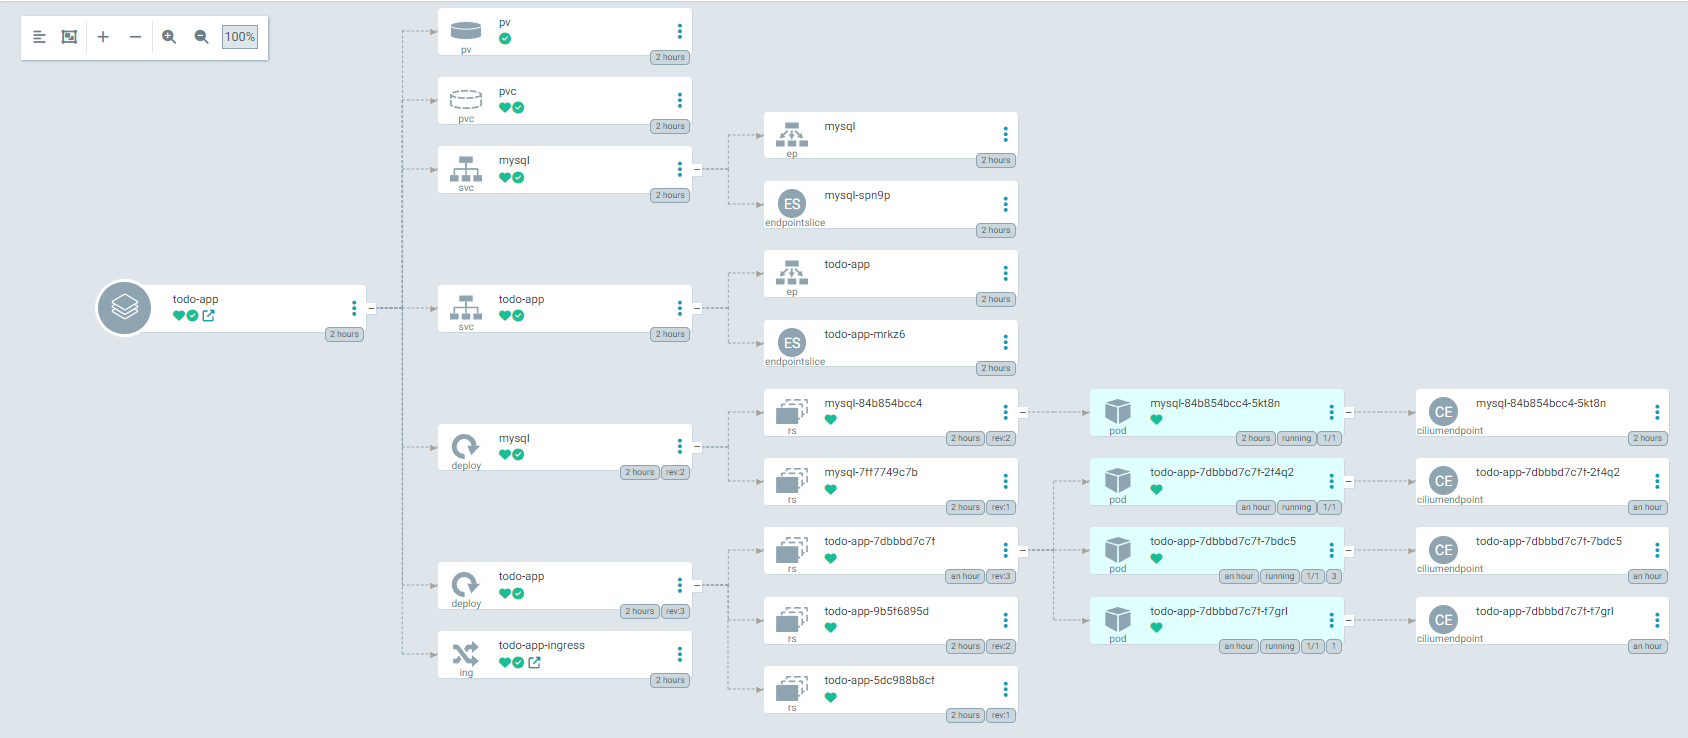 100%
todo-app
2 hours
pv
pv
2 hours
pvc
pvc
2 hours
mysql
svc
2 hours
todo-app
svc
2 hours
mysql
deploy
2 hours rev:2
todo-app
deploy
2 hours rev:3
todo-app-ingress
ing
2 hours
mysql
ep
2 hours
ES
mysql-spn9p
endpointslice
2 hours
todo-app
ep
2 hours
ES
todo-app-mrkz6
endpointslice
2 hours
mysql-84b854bcc4
rs
2 hours rev:2
mysql-7ff7749c7b
rs
2 hours rev:1
todo-app-7dbbbd7c7f
rs
an hour rev:3
todo-app-9b5f6895d
rs
2 hours rev:2
todo-app-5dc988b8cf
rs
2 hours rev:1
mysql-84b854bcc4-5kt8n
pod
2 hours running 1/1
todo-app-7dbbbd7c7f-2f4q2
pod
an hour running 1/1
todo-app-7dbbbd7c7f-7bdc5
pod
an hour running 1/1 3
todo-app-7dbbbd7c7f-f7grl
pod
an hour running 1/1 1
CE
mysql-84b854bcc4-5kt8n
ciliumendpoint
2 hours
CE
todo-app-7dbbbd7c7f-2f4q2
ciliumendpoint
an hour
CE
todo-app-7dbbbd7c7f-7bdc5
ciliumendpoint
an hour
CE
todo-app-7dbbbd7c7f-f7grl
ciliumendpoint
an hour